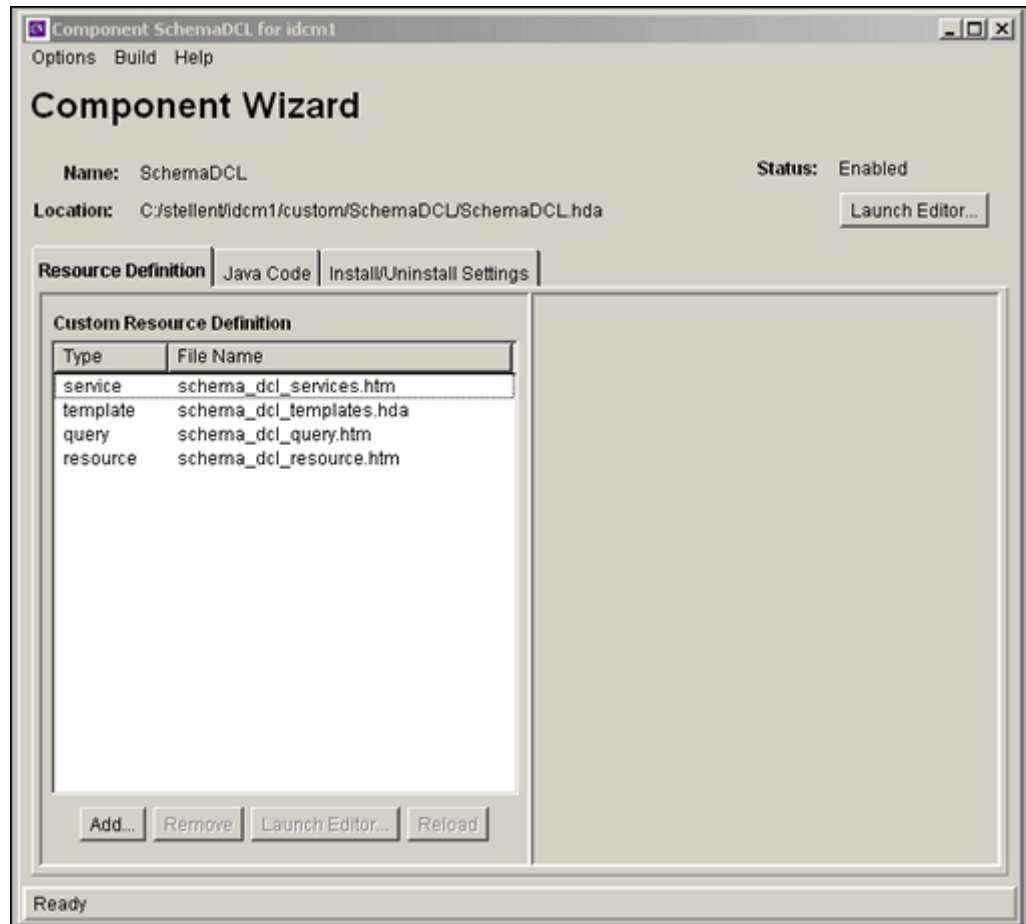 Component SchemaDCL for idcm1
Options Build Help
Component Wizard
Name: SchemaDCL Status: Enabled
Location: C:/stellent/idcm1/custom/SchemaDCL/SchemaDCL.hda Launch Editor...
Resource Definition Java Code Install/Uninstall Settings
Custom Resource Definition
Type File Name
service schema_dcl_services.htm
template schema_dcl_templates.hda
query schema_dcl_query.htm
resource schema_dcl_resource.htm
Add... Remove Launch Editor... Reload
Ready